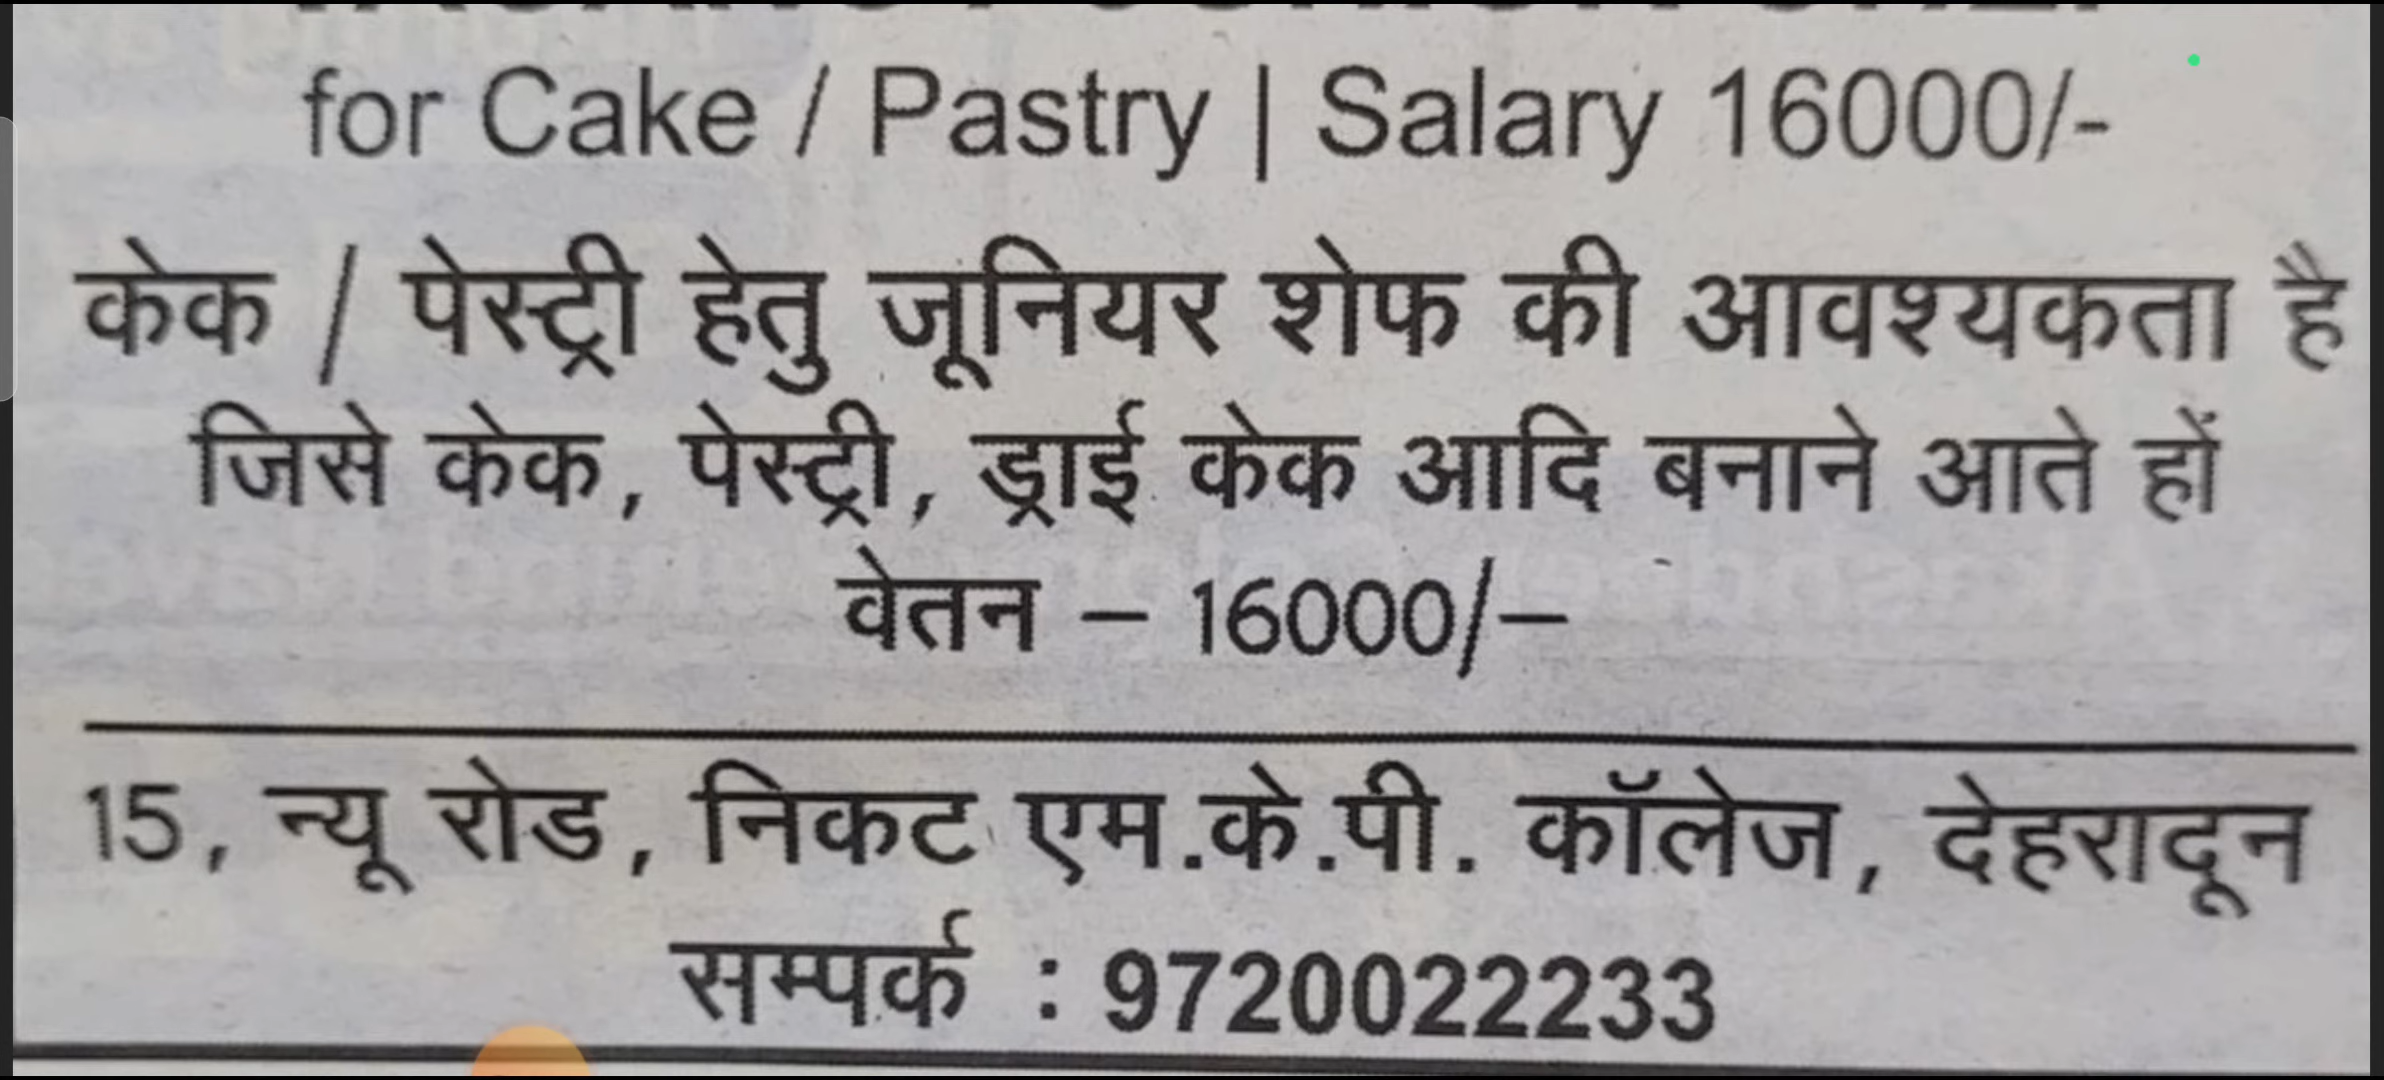 for Cake / Pastry | Salary 16000/-
केक / पेस्ट्री हेतु जूनियर शेफ की आवश्यकता है
जिसे केक, पेस्ट्री, ड्राई केक आदि बनाने आते हों
वेतन – 16000/–
15, न्यू रोड, निकट एम.के.पी. कॉलेज, देहरादून
सम्पर्क : 9720022233